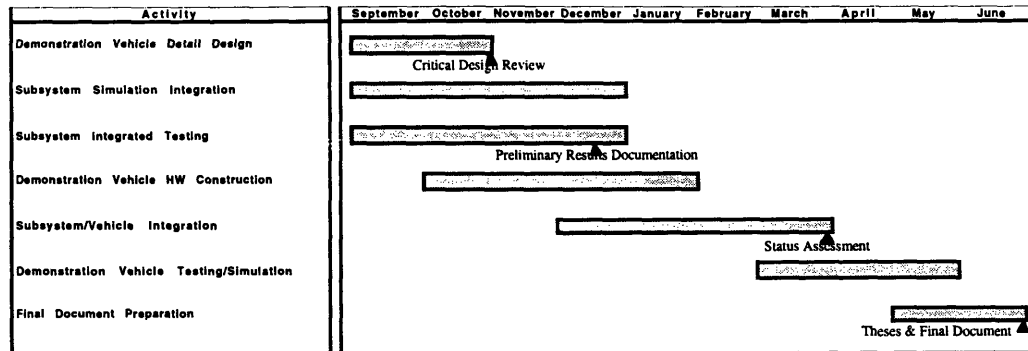 Activity September October November December January February March April May June
Demonstration Vehicle Detail Design
Critical Design Review
Subsystem Simulation Integration
Subsystem Integrated Testing
Preliminary Results Documentation
Demonstration Vehicle HW Construction
Subsystem/Vehicle Integration
Status Assessment
Demonstration Vehicle Testing/Simulation
Final Document Preparation
Theses & Final Document